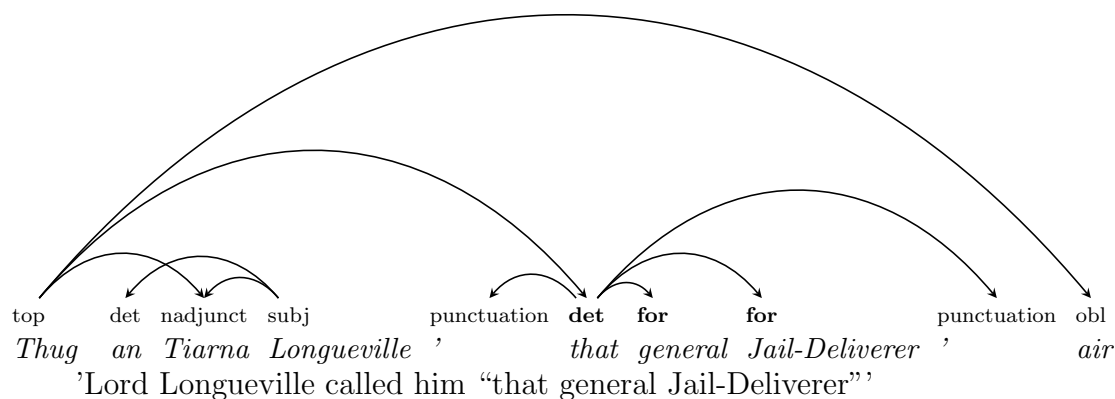 top det nadjunct subj punctuation det for for punctuation obl
Thug an Tiarna Longueville ’ that general Jail-Deliverer ’ air
’Lord Longueville called him “that general Jail-Deliverer”’